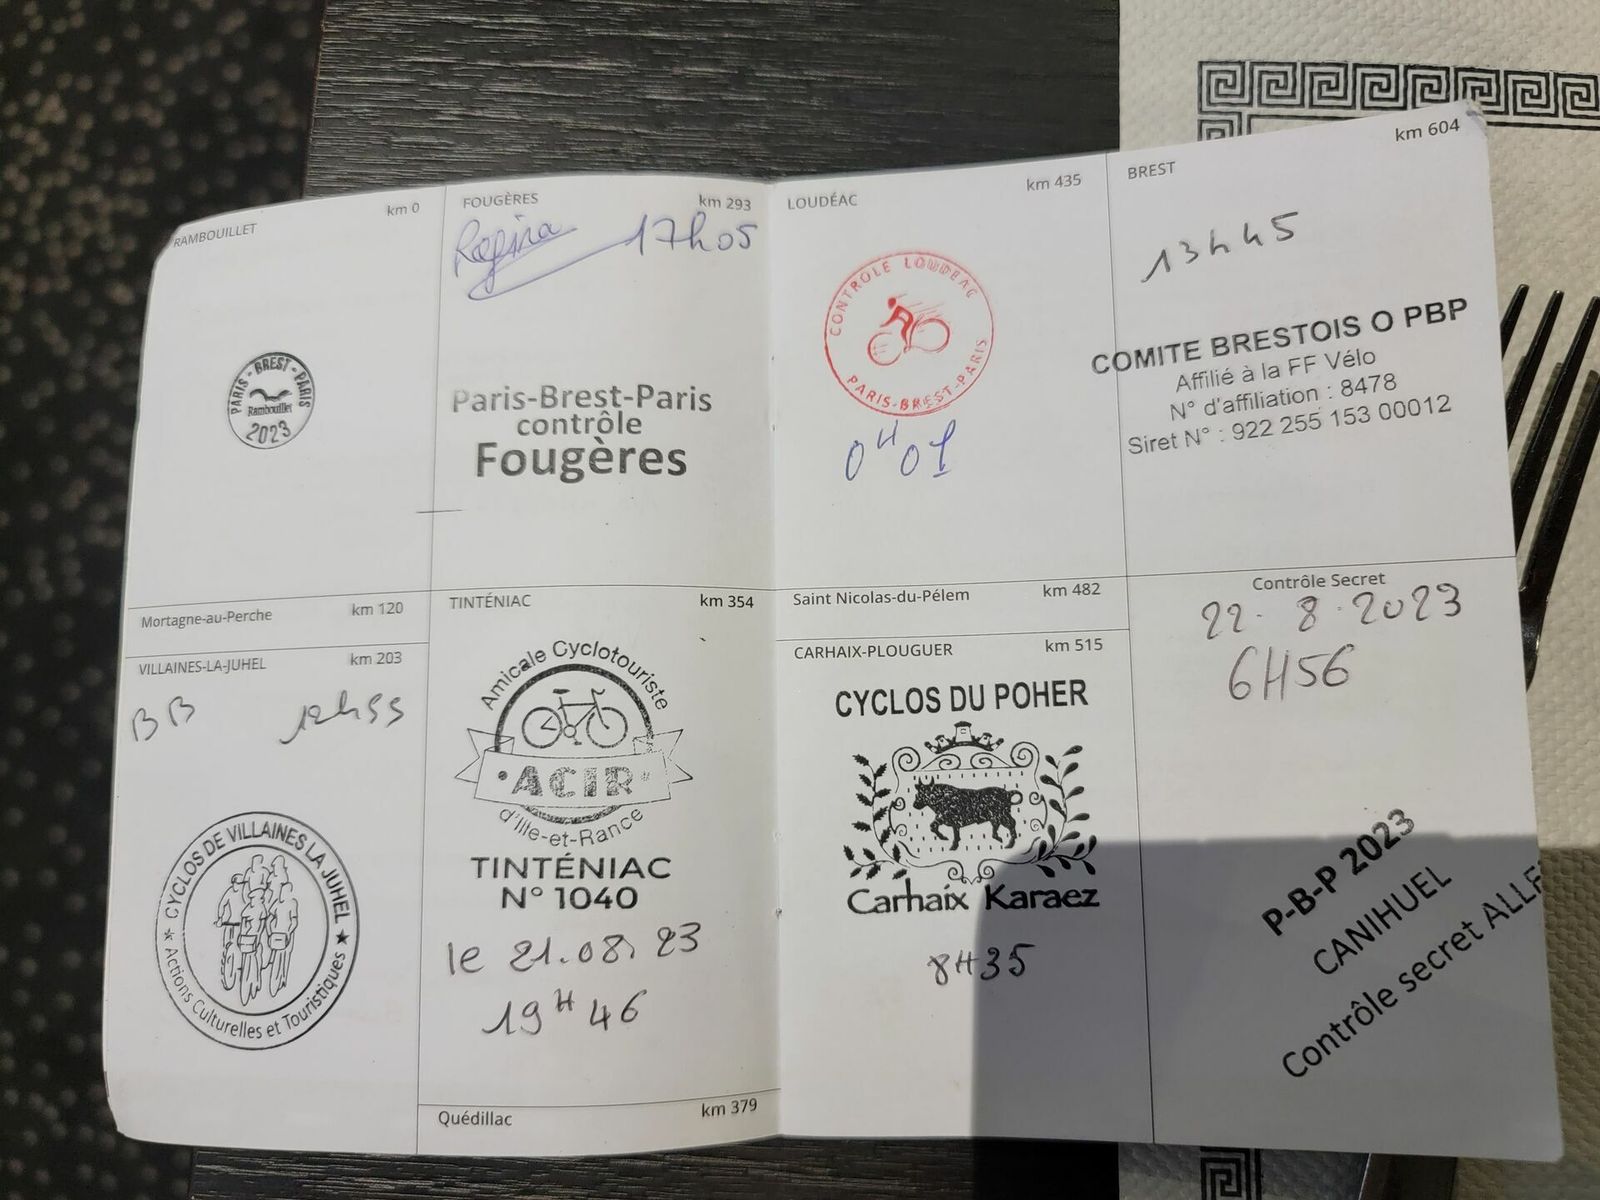 RAMBOUILLET km 0
PARIS - BREST - PARIS
Rambouillet
2023
Mortagne-au-Perche km 120
VILLAINES-LA-JUHEL km 203
BB 12h55
CYCLOS DE VILLAINES LA JUHEL
★ Actions Culturelles et Touristiques ★
FOUGÈRES km 293
17h05
Paris-Brest-Paris
contrôle
Fougères
TINTÉNIAC km 354
Amicale Cyclotouriste
ACIR
d'Ille-et-Rance
TINTÉNIAC
N° 1040
le 21.08.23
19H46
Quédillac km 379
LOUDÉAC km 435
CONTROLE LOUDEAC
PARIS-BREST-PARIS
0H01
Saint Nicolas-du-Pélem km 482
CARHAIX-PLOUGUER km 515
CYCLOS DU POHER
Carhaix Karaez
8H35
BREST km 604
13h45
COMITE BRESTOIS O PBP
Affilié à la FF Vélo
N° d'affiliation : 8478
Siret N° : 922 255 153 00012
Contrôle Secret
22.8.2023
6H56
P-B-P 2023
CANIHUEL
Contrôle secret ALLE